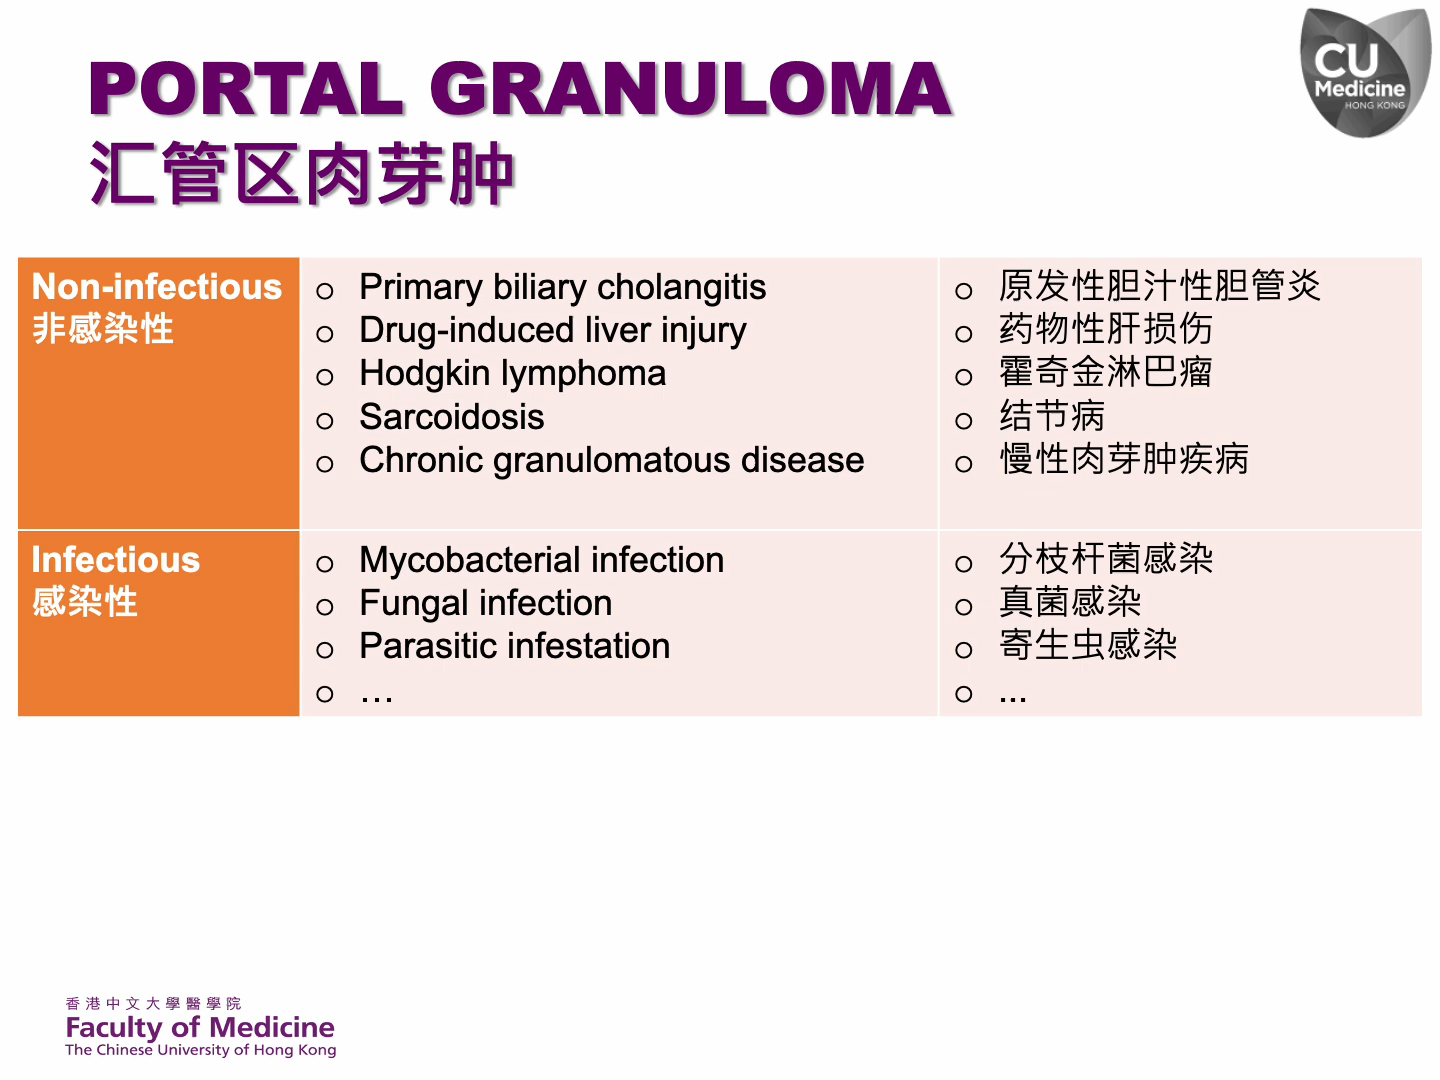 PORTAL GRANULOMA
汇管区肉芽肿
CU
Medicine
HONG KONG
Non-infectious
非感染性
○ Primary biliary cholangitis
○ Drug-induced liver injury
○ Hodgkin lymphoma
○ Sarcoidosis
○ Chronic granulomatous disease
○ 原发性胆汁性胆管炎
○ 药物性肝损伤
○ 霍奇金淋巴瘤
○ 结节病
○ 慢性肉芽肿疾病
Infectious
感染性
○ Mycobacterial infection
○ Fungal infection
○ Parasitic infestation
○ …
○ 分枝杆菌感染
○ 真菌感染
○ 寄生虫感染
○ ...
香港中文大學醫學院
Faculty of Medicine
The Chinese University of Hong Kong